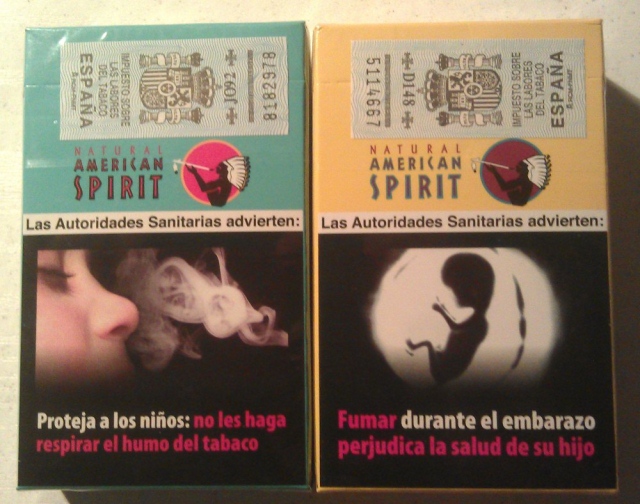 ESPAÑA
IMPUESTO SOBRE
LAS LABORES
DEL TABACO
J092
8182978
NATURAL
AMERICAN
SPIRIT
Las Autoridades Sanitarias advierten:
Proteja a los niños: no les haga
respirar el humo del tabaco
5114667
D148
IMPUESTO SOBRE
LAS LABORES
DEL TABACO
ESPAÑA
NATURAL
AMERICAN
SPIRIT
Las Autoridades Sanitarias advierten:
Fumar durante el embarazo
perjudica la salud de su hijo